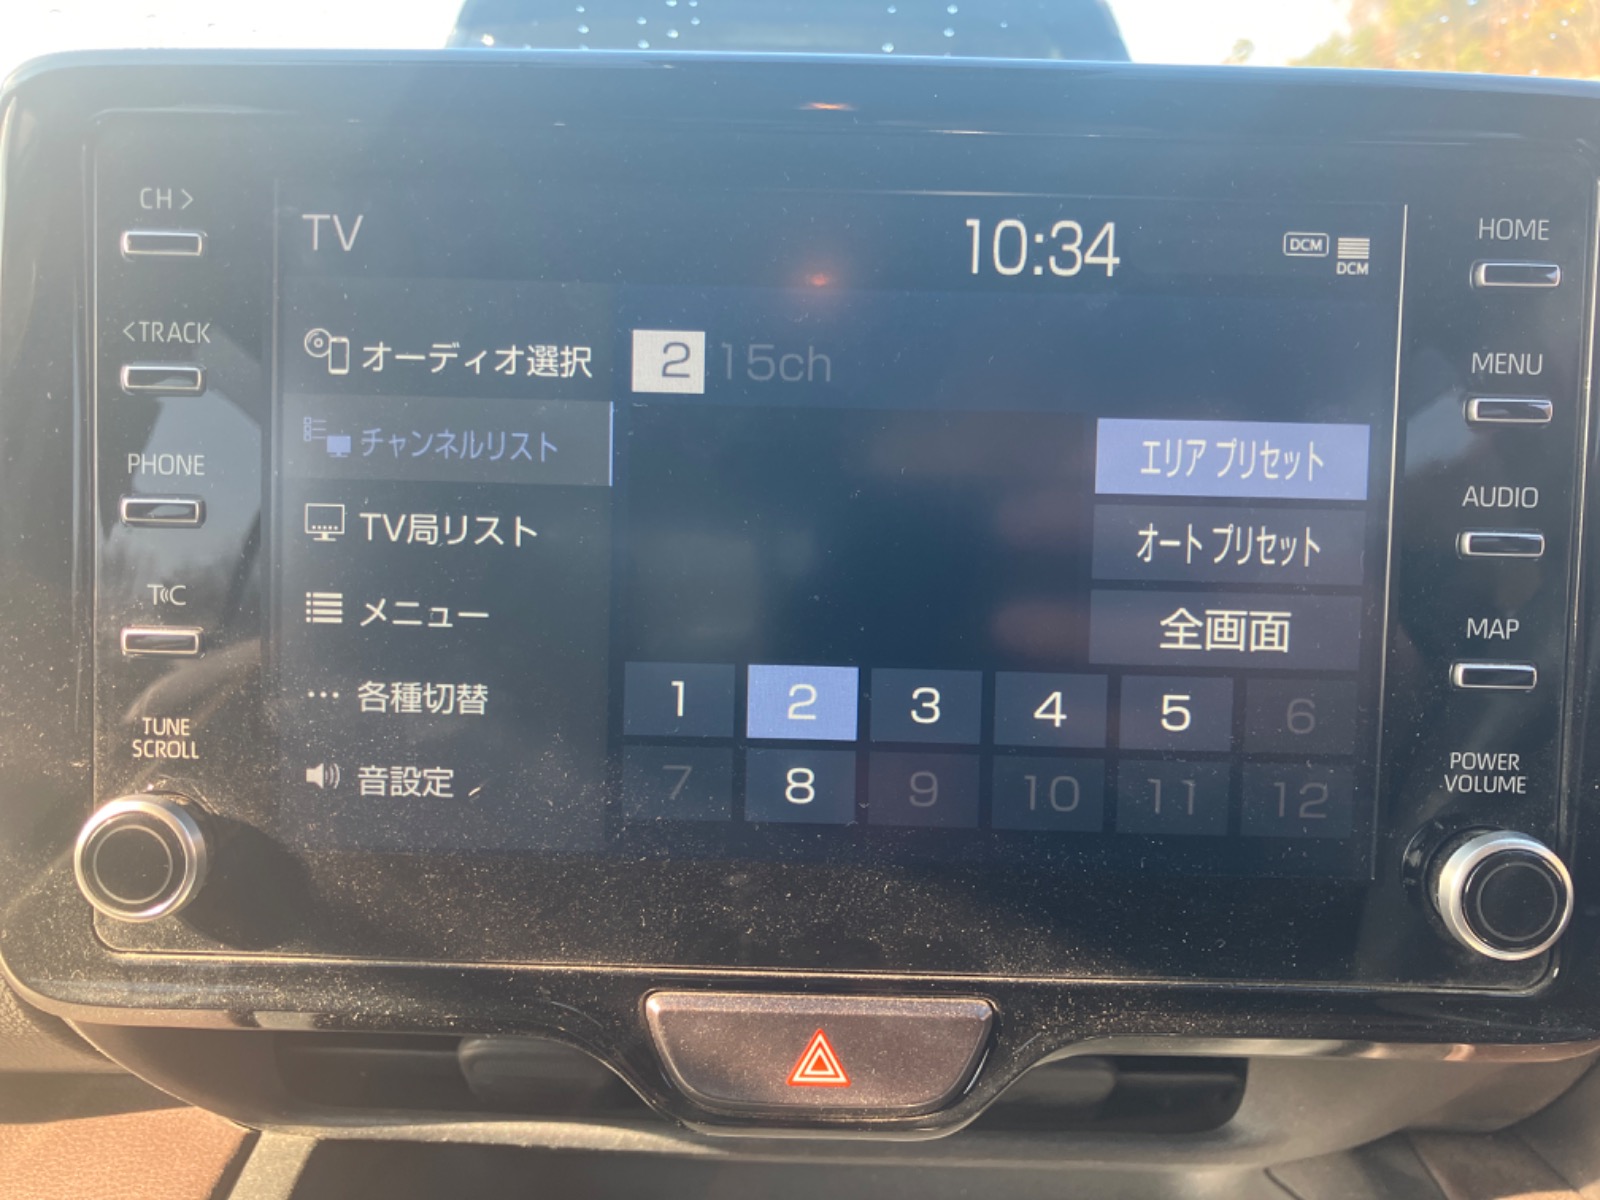 CH >
<TRACK
PHONE
T C
TUNE
SCROLL
TV
10:34
DCM
DCM
オーディオ選択
2 15ch
チャンネルリスト
エリア プリセット
TV局リスト
オート プリセット
メニュー
全画面
各種切替
1 2 3 4 5 6
音設定
7 8 9 10 11 12
HOME
MENU
AUDIO
MAP
POWER
VOLUME